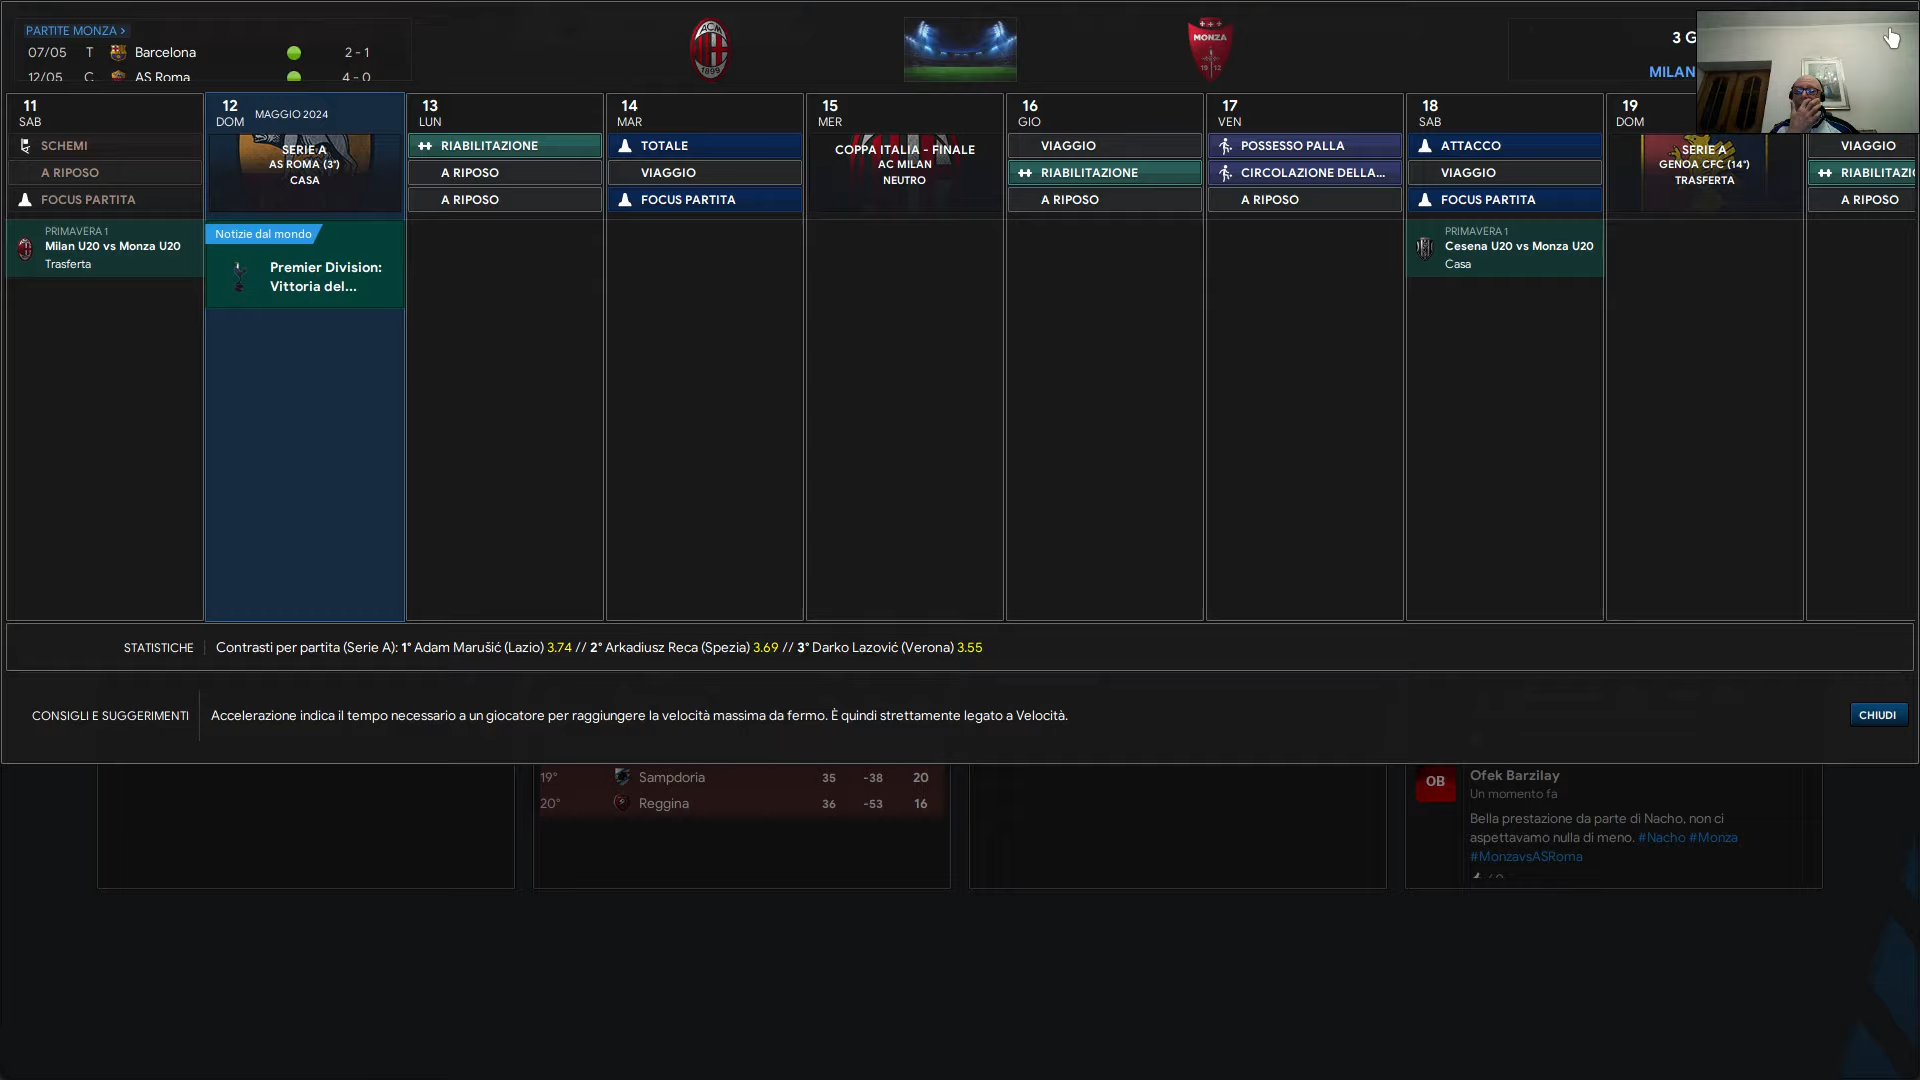 PARTITE MONZA >
07/05 T Barcelona 2 - 1
12/05 C AS Roma 4 - 0
ACM
1899
MONZA
19 12
3 G
MILAN
11
SAB
SCHEMI
A RIPOSO
FOCUS PARTITA
PRIMAVERA 1
Milan U20 vs Monza U20
Trasferta
12
DOM
MAGGIO 2024
SERIE A
AS ROMA (3°)
CASA
Notizie dal mondo
Premier Division:
Vittoria del...
13
LUN
RIABILITAZIONE
A RIPOSO
A RIPOSO
14
MAR
TOTALE
VIAGGIO
FOCUS PARTITA
15
MER
COPPA ITALIA - FINALE
AC MILAN
NEUTRO
16
GIO
VIAGGIO
RIABILITAZIONE
A RIPOSO
17
VEN
POSSESSO PALLA
CIRCOLAZIONE DELLA...
A RIPOSO
18
SAB
ATTACCO
VIAGGIO
FOCUS PARTITA
PRIMAVERA 1
Cesena U20 vs Monza U20
Casa
19
DOM
SERIE A
GENOA CFC (14°)
TRASFERTA
VIAGGIO
RIABILITAZI
A RIPOSO
STATISTICHE
Contrasti per partita (Serie A): 1° Adam Marušić (Lazio) 3.74 // 2° Arkadiusz Reca (Spezia) 3.69 // 3° Darko Lazović (Verona) 3.55
CONSIGLI E SUGGERIMENTI
Accelerazione indica il tempo necessario a un giocatore per raggiungere la velocità massima da fermo. È quindi strettamente legato a Velocità.
CHIUDI
19° Sampdoria 35 -38 20
20° Reggina 36 -53 16
OB
Ofek Barzilay
Un momento fa
Bella prestazione da parte di Nacho, non ci
aspettavamo nulla di meno. #Nacho #Monza
#MonzavsASRoma